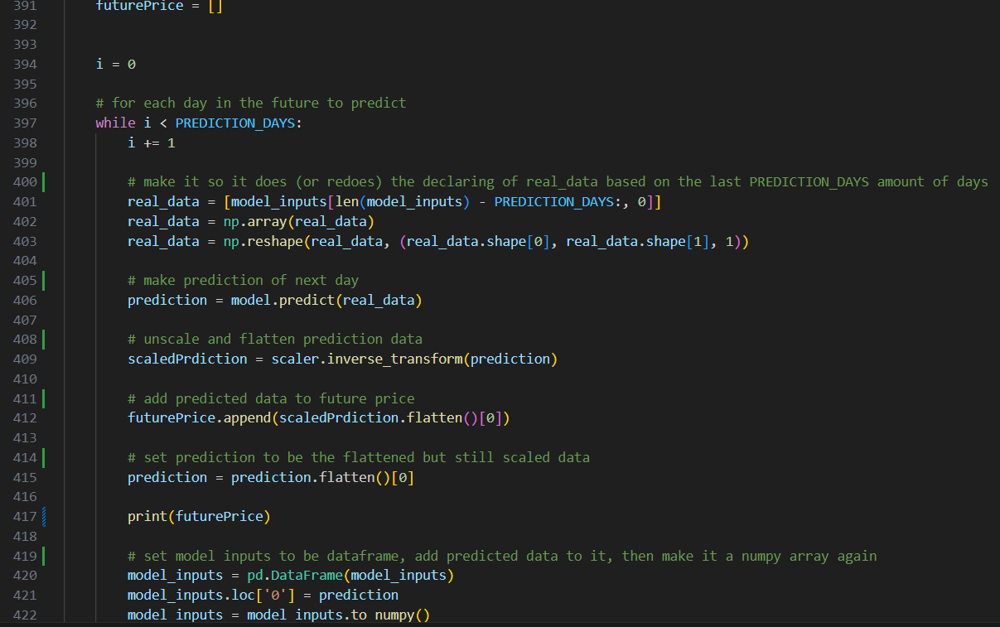 391 futurePrice = []
392
393
394 i = 0
395
396 # for each day in the future to predict
397 while i < PREDICTION_DAYS:
398 i += 1
399
400 # make it so it does (or redoes) the declaring of real_data based on the last PREDICTION_DAYS amount of days
401 real_data = [model_inputs[len(model_inputs) - PREDICTION_DAYS:, 0]]
402 real_data = np.array(real_data)
403 real_data = np.reshape(real_data, (real_data.shape[0], real_data.shape[1], 1))
404
405 # make prediction of next day
406 prediction = model.predict(real_data)
407
408 # unscale and flatten prediction data
409 scaledPrdiction = scaler.inverse_transform(prediction)
410
411 # add predicted data to future price
412 futurePrice.append(scaledPrdiction.flatten()[0])
413
414 # set prediction to be the flattened but still scaled data
415 prediction = prediction.flatten()[0]
416
417 print(futurePrice)
418
419 # set model inputs to be dataframe, add predicted data to it, then make it a numpy array again
420 model_inputs = pd.DataFrame(model_inputs)
421 model_inputs.loc['0'] = prediction
422 model_inputs = model_inputs.to_numpy()